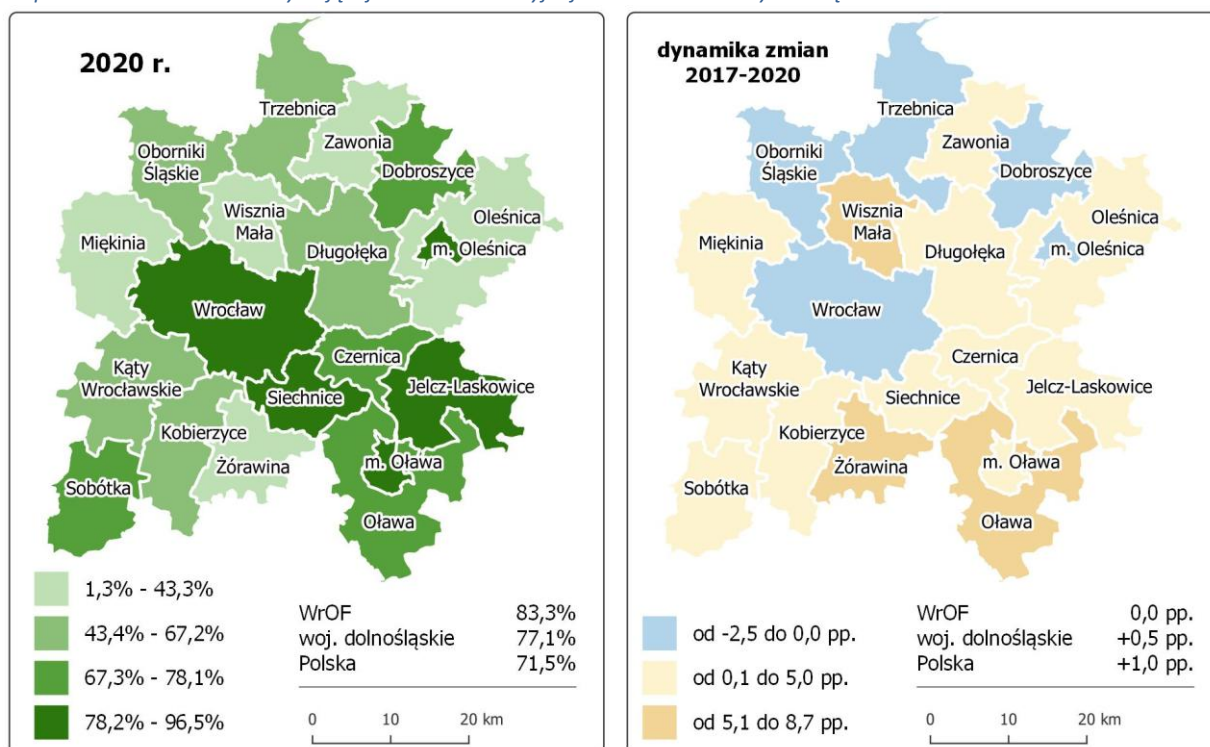 2020 r.
Trzebnica
Zawonia
Oborniki
Śląskie
Dobroszyce
Wisznia
Mała
Oleśnica
Miękinia
Długołęka
m. Oleśnica
Wrocław
Czernica
Kąty
Wrocławskie
Jelcz-Laskowice
Siechnice
Kobierzyce
Żórawina
m. Oława
Sobótka
Oława
1,3% - 43,3%
43,4% - 67,2%
67,3% - 78,1%
78,2% - 96,5%
WrOF 83,3%
woj. dolnośląskie 77,1%
Polska 71,5%
0 10 20 km
dynamika zmian
2017-2020
Trzebnica
Zawonia
Oborniki
Śląskie
Dobroszyce
Wisznia
Mała
Oleśnica
Miękinia
Długołęka
m. Oleśnica
Wrocław
Czernica
Kąty
Wrocławskie
Jelcz-Laskowice
Siechnice
Kobierzyce
Żórawina
m. Oława
Sobótka
Oława
od -2,5 do 0,0 pp.
od 0,1 do 5,0 pp.
od 5,1 do 8,7 pp.
WrOF 0,0 pp.
woj. dolnośląskie +0,5 pp.
Polska +1,0 pp.
0 10 20 km